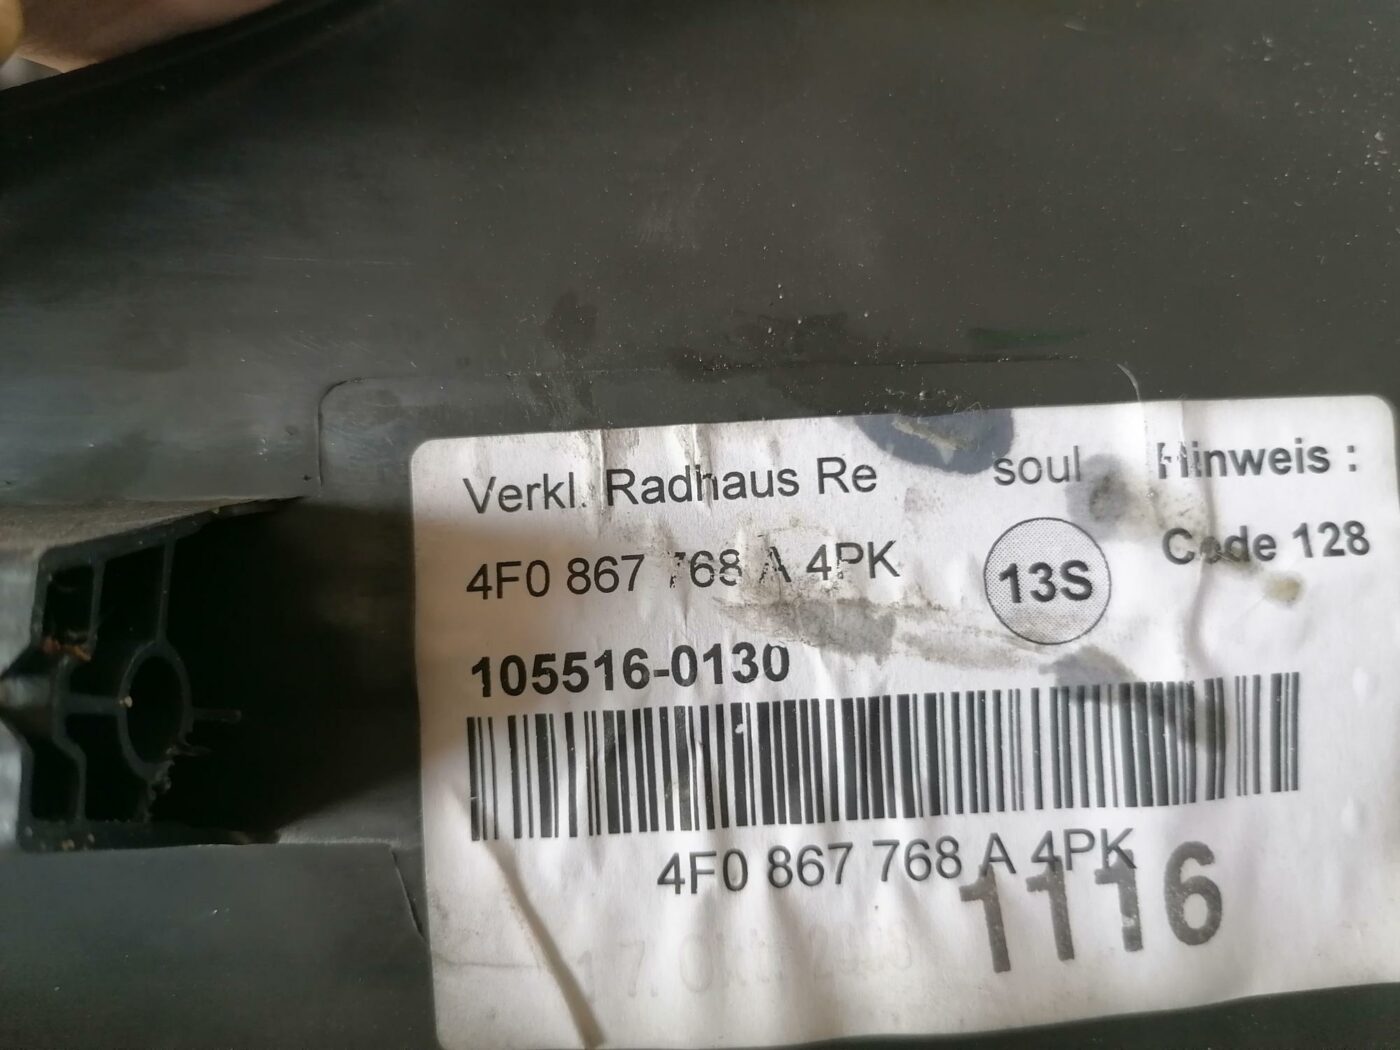 Verkl. Radhaus Re soul Hinweis :
4F0 867 768 A 4PK 13S Code 128
105516-0130
4F0 867 768 A 4PK
1116